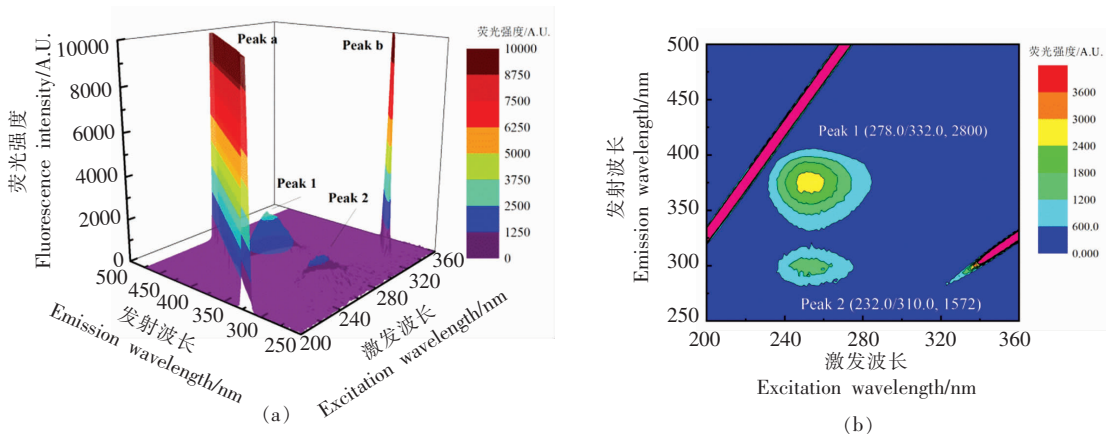 荧光强度/A.U.
10000
8000
6000
4000
2000
0
荧光强度
Fluorescence intensity/A.U.
Peak a
Peak b
Peak 1
Peak 2
10000
8750
7500
6250
5000
3750
2500
1250
0
500
450
400
350
300
250
发射波长
Emission wavelength/nm
200
240
280
320
360
激发波长
Excitation wavelength/nm
(a)
荧光强度/A.U.
500
450
400
350
300
250
发射波长
Emission wavelength/nm
Peak 1 (278.0/332.0, 2800)
Peak 2 (232.0/310.0, 1572)
3600
3000
2400
1800
1200
600.0
0.000
200 240 280 320 360
激发波长
Excitation wavelength/nm
(b)